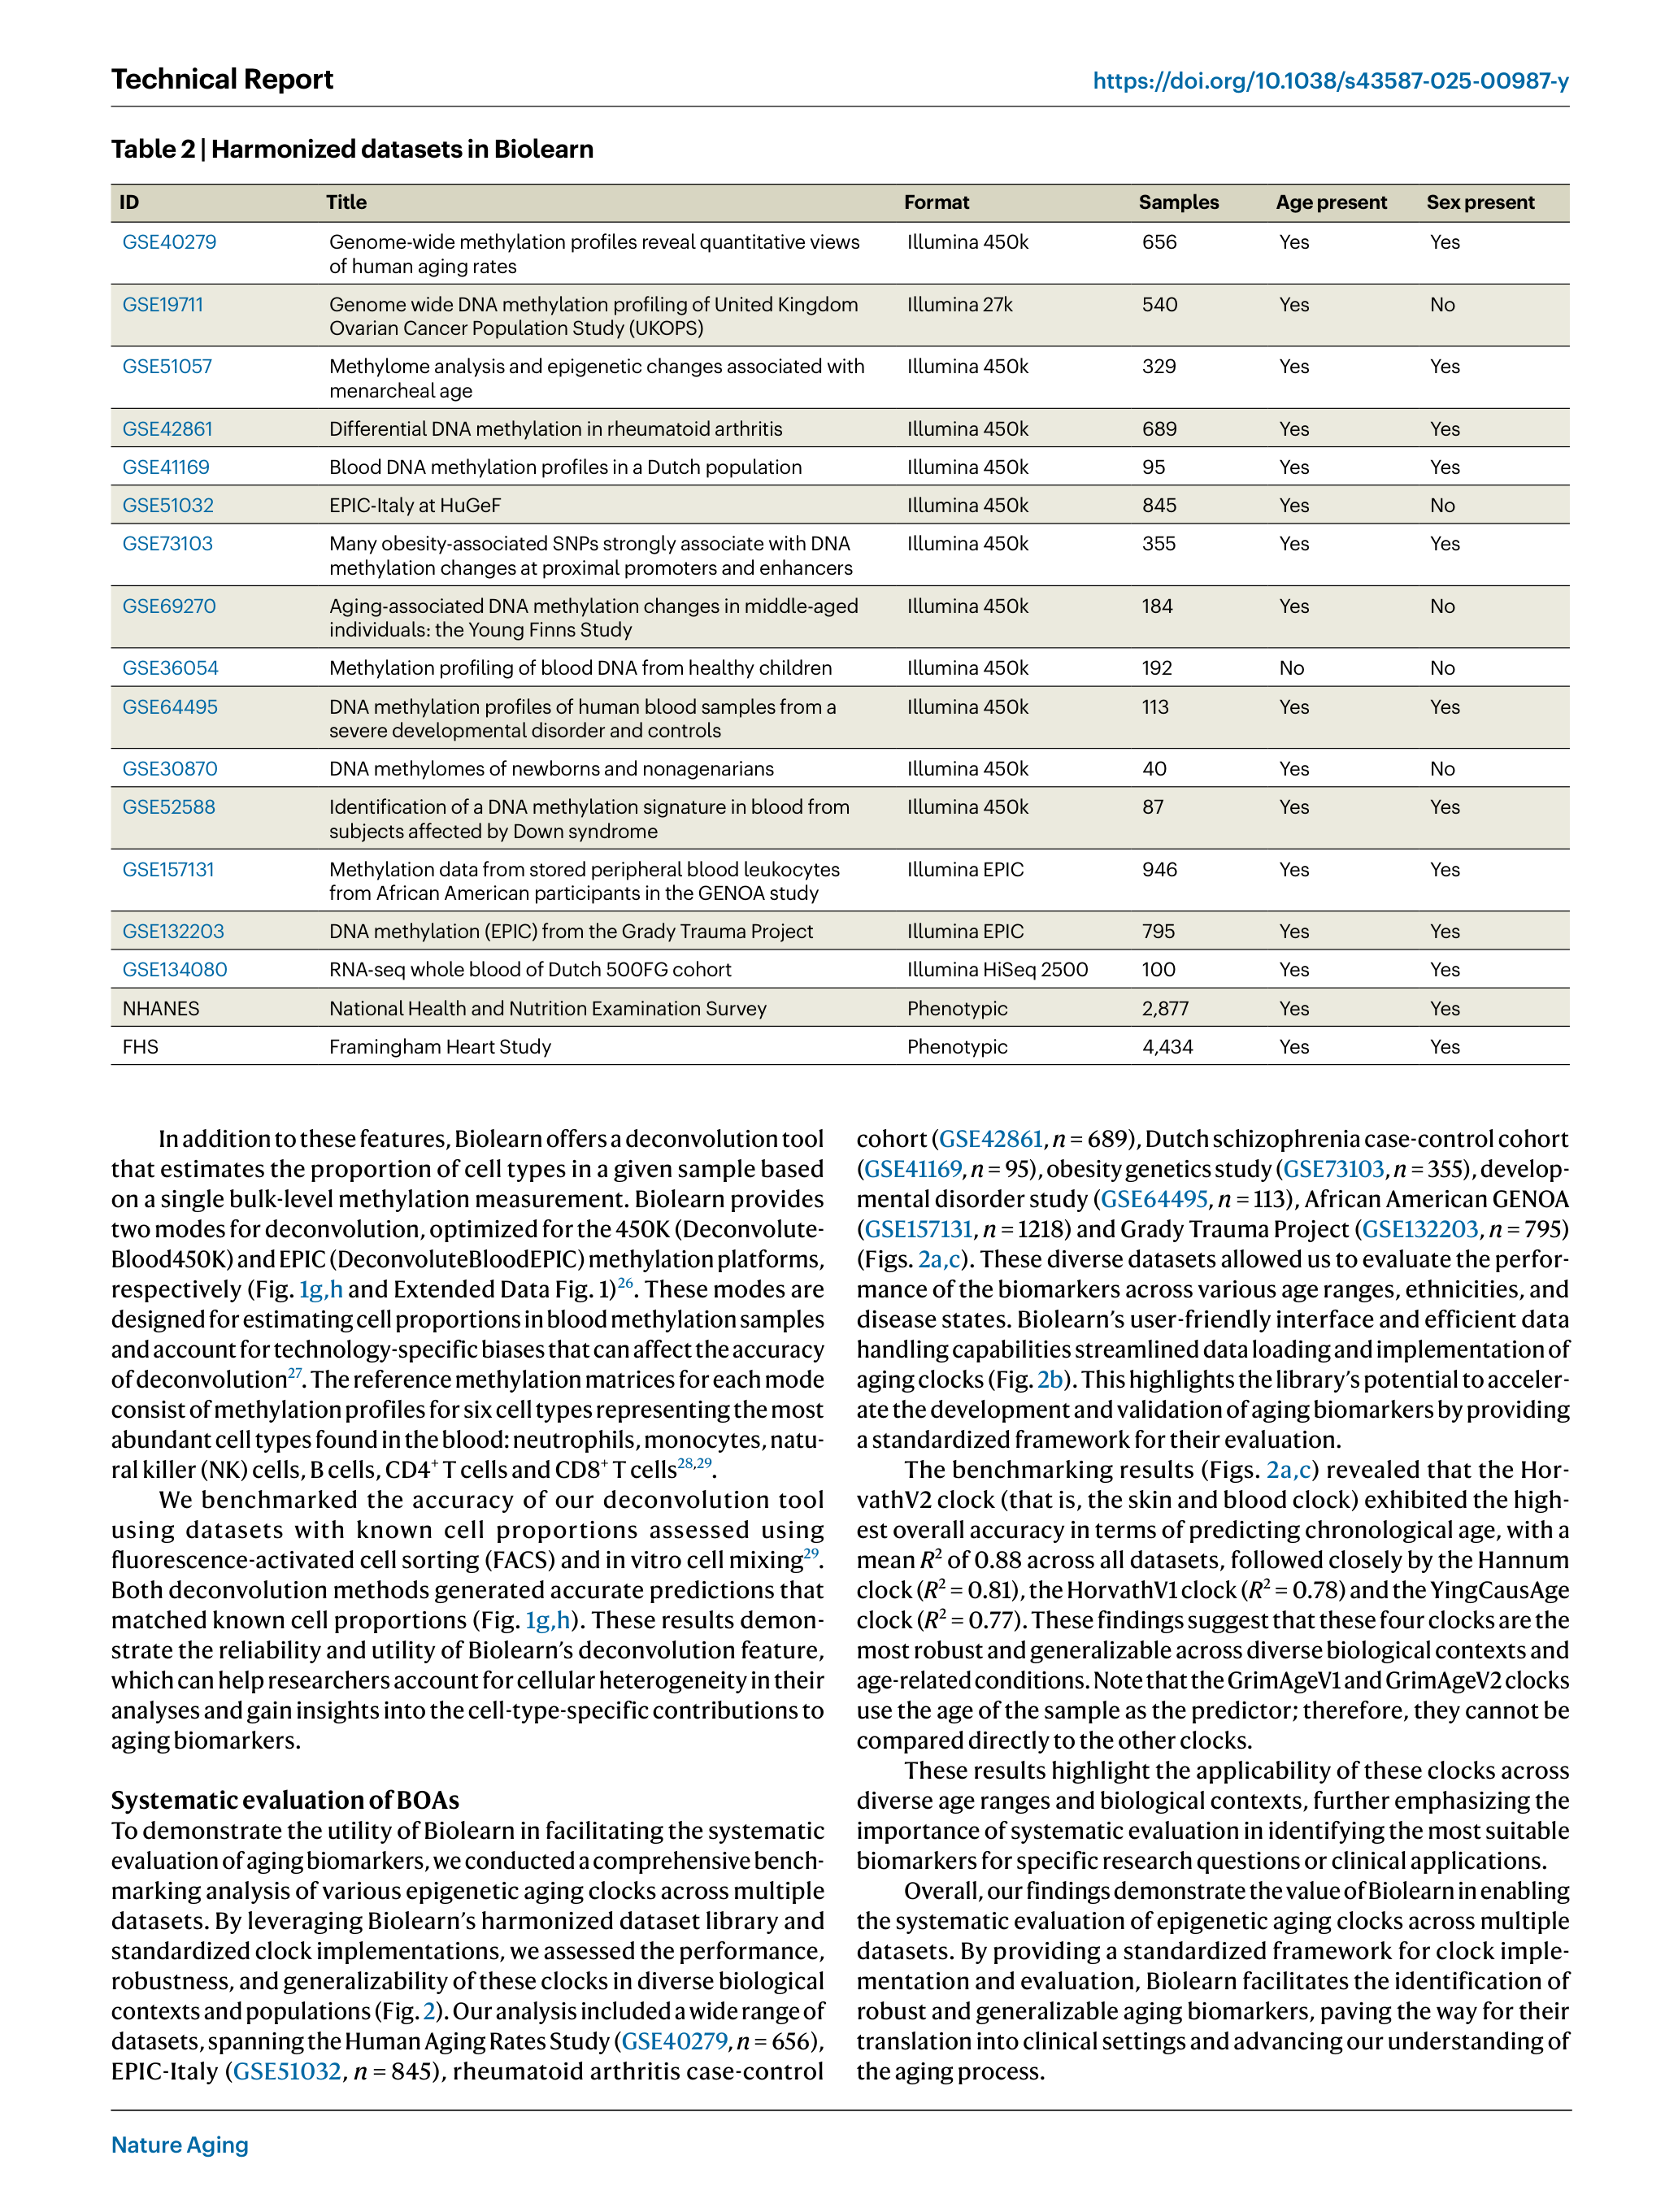 Technical Report
https://doi.org/10.1038/s43587-025-00987-y
Table 2 | Harmonized datasets in Biolearn
ID Title Format Samples Age present Sex present
GSE40279 Genome-wide methylation profiles reveal quantitative views Illumina 450k 656 Yes Yes
of human aging rates
GSE19711 Genome wide DNA methylation profiling of United Kingdom Illumina 27k 540 Yes No
Ovarian Cancer Population Study (UKOPS)
GSE51057 Methylome analysis and epigenetic changes associated with Illumina 450k 329 Yes Yes
menarcheal age
GSE42861 Differential DNA methylation in rheumatoid arthritis Illumina 450k 689 Yes Yes
GSE41169 Blood DNA methylation profiles in a Dutch population Illumina 450k 95 Yes Yes
GSE51032 EPIC-Italy at HuGeF Illumina 450k 845 Yes No
GSE73103 Many obesity-associated SNPs strongly associate with DNA Illumina 450k 355 Yes Yes
methylation changes at proximal promoters and enhancers
GSE69270 Aging-associated DNA methylation changes in middle-aged Illumina 450k 184 Yes No
individuals: the Young Finns Study
GSE36054 Methylation profiling of blood DNA from healthy children Illumina 450k 192 No No
GSE64495 DNA methylation profiles of human blood samples from a Illumina 450k 113 Yes Yes
severe developmental disorder and controls
GSE30870 DNA methylomes of newborns and nonagenarians Illumina 450k 40 Yes No
GSE52588 Identification of a DNA methylation signature in blood from Illumina 450k 87 Yes Yes
subjects affected by Down syndrome
GSE157131 Methylation data from stored peripheral blood leukocytes Illumina EPIC 946 Yes Yes
from African American participants in the GENOA study
GSE132203 DNA methylation (EPIC) from the Grady Trauma Project Illumina EPIC 795 Yes Yes
GSE134080 RNA-seq whole blood of Dutch 500FG cohort Illumina HiSeq 2500 100 Yes Yes
NHANES National Health and Nutrition Examination Survey Phenotypic 2,877 Yes Yes
FHS Framingham Heart Study Phenotypic 4,434 Yes Yes
In addition to these features, Biolearn offers a deconvolution tool
that estimates the proportion of cell types in a given sample based
on a single bulk-level methylation measurement. Biolearn provides
two modes for deconvolution, optimized for the 450K (Deconvolute-
Blood450K) and EPIC (DeconvoluteBloodEPIC) methylation platforms,
respectively (Fig. 1g,h and Extended Data Fig. 1)26. These modes are
designed for estimating cell proportions in blood methylation samples
and account for technology-specific biases that can affect the accuracy
of deconvolution27. The reference methylation matrices for each mode
consist of methylation profiles for six cell types representing the most
abundant cell types found in the blood: neutrophils, monocytes, natu-
ral killer (NK) cells, B cells, CD4+ T cells and CD8+ T cells28,29.
We benchmarked the accuracy of our deconvolution tool
using datasets with known cell proportions assessed using
fluorescence-activated cell sorting (FACS) and in vitro cell mixing29.
Both deconvolution methods generated accurate predictions that
matched known cell proportions (Fig. 1g,h). These results demon-
strate the reliability and utility of Biolearn's deconvolution feature,
which can help researchers account for cellular heterogeneity in their
analyses and gain insights into the cell-type-specific contributions to
aging biomarkers.
Systematic evaluation of BOAs
To demonstrate the utility of Biolearn in facilitating the systematic
evaluation of aging biomarkers, we conducted a comprehensive bench-
marking analysis of various epigenetic aging clocks across multiple
datasets. By leveraging Biolearn's harmonized dataset library and
standardized clock implementations, we assessed the performance,
robustness, and generalizability of these clocks in diverse biological
contexts and populations (Fig. 2). Our analysis included a wide range of
datasets, spanning the Human Aging Rates Study (GSE40279, n = 656),
EPIC-Italy (GSE51032, n = 845), rheumatoid arthritis case-control
cohort (GSE42861, n = 689), Dutch schizophrenia case-control cohort
(GSE41169, n = 95), obesity genetics study (GSE73103, n = 355), develop-
mental disorder study (GSE64495, n = 113), African American GENOA
(GSE157131, n = 1218) and Grady Trauma Project (GSE132203, n = 795)
(Figs. 2a,c). These diverse datasets allowed us to evaluate the perfor-
mance of the biomarkers across various age ranges, ethnicities, and
disease states. Biolearn's user-friendly interface and efficient data
handling capabilities streamlined data loading and implementation of
aging clocks (Fig. 2b). This highlights the library's potential to acceler-
ate the development and validation of aging biomarkers by providing
a standardized framework for their evaluation.
The benchmarking results (Figs. 2a,c) revealed that the Hor-
vathV2 clock (that is, the skin and blood clock) exhibited the high-
est overall accuracy in terms of predicting chronological age, with a
mean R2 of 0.88 across all datasets, followed closely by the Hannum
clock (R2 = 0.81), the HorvathV1 clock (R2 = 0.78) and the YingCausAge
clock (R2 = 0.77). These findings suggest that these four clocks are the
most robust and generalizable across diverse biological contexts and
age-related conditions. Note that the GrimAgeV1 and GrimAgeV2 clocks
use the age of the sample as the predictor; therefore, they cannot be
compared directly to the other clocks.
These results highlight the applicability of these clocks across
diverse age ranges and biological contexts, further emphasizing the
importance of systematic evaluation in identifying the most suitable
biomarkers for specific research questions or clinical applications.
Overall, our findings demonstrate the value of Biolearn in enabling
the systematic evaluation of epigenetic aging clocks across multiple
datasets. By providing a standardized framework for clock imple-
mentation and evaluation, Biolearn facilitates the identification of
robust and generalizable aging biomarkers, paving the way for their
translation into clinical settings and advancing our understanding of
the aging process.
Nature Aging